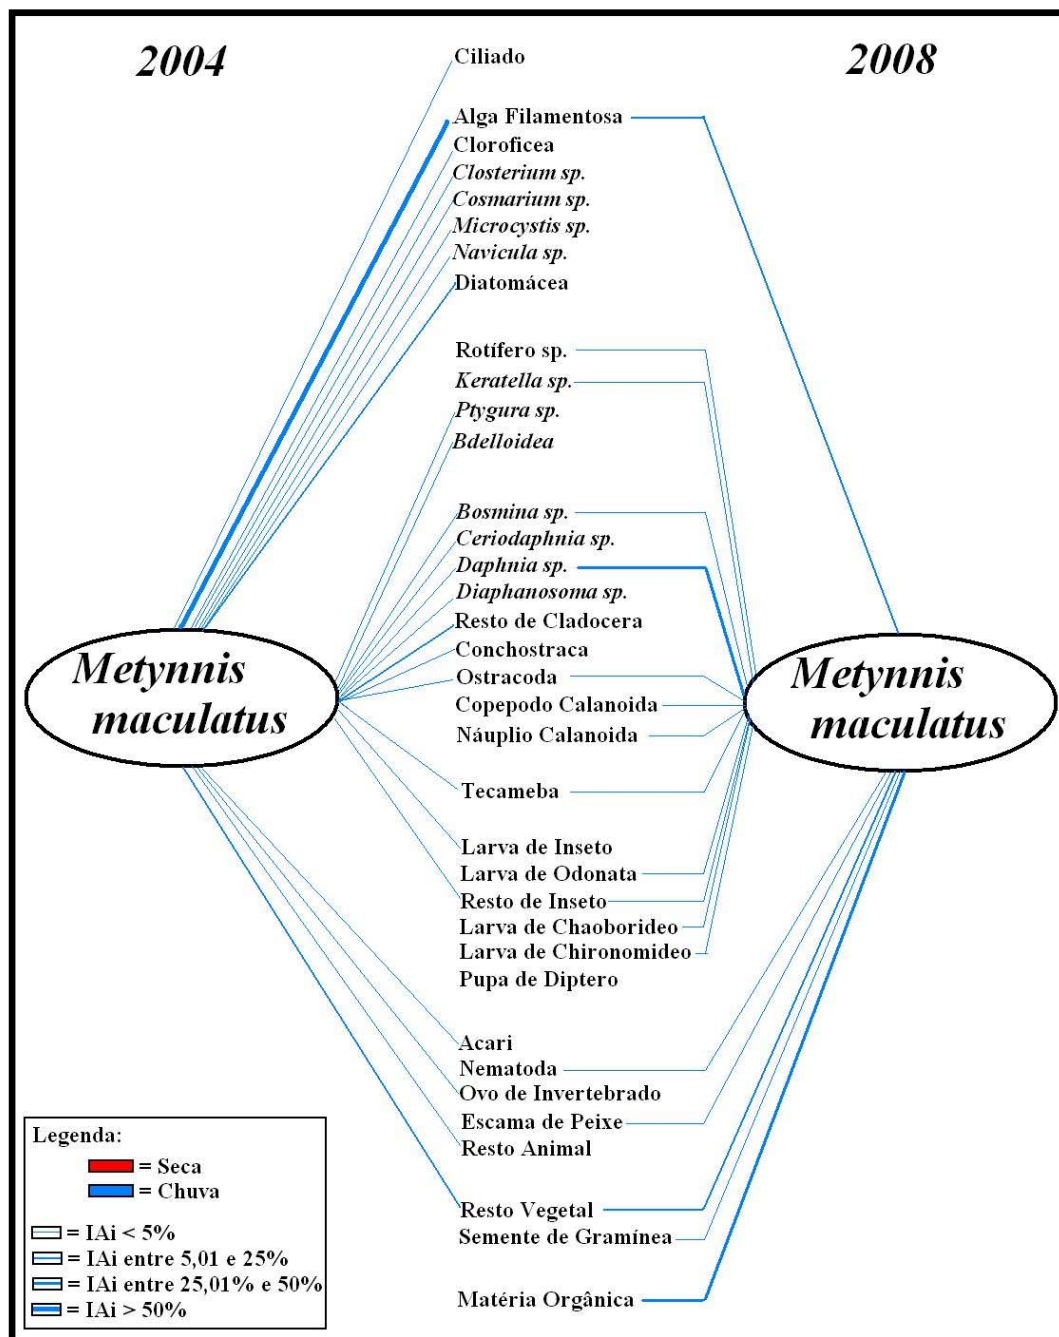 2004
2008
Ciliado
Alga Filamentosa
Cloroficea
Closterium sp.
Cosmarium sp.
Microcystis sp.
Navicula sp.
Diatomácea
Rotífero sp.
Keratella sp.
Ptygura sp.
Bdelloidea
Bosmina sp.
Ceriodaphnia sp.
Daphnia sp.
Diaphanosoma sp.
Resto de Cladocera
Conchostraca
Ostracoda
Copepodo Calanoida
Náuplio Calanoida
Tecameba
Larva de Inseto
Larva de Odonata
Resto de Inseto
Larva de Chaoborideo
Larva de Chironomideo
Pupa de Diptero
Acari
Nematoda
Ovo de Invertebrado
Escama de Peixe
Resto Animal
Resto Vegetal
Semente de Gramínea
Matéria Orgânica
Metynnis
maculatus
Metynnis
maculatus
Legenda:
= Seca
= Chuva
= IAi < 5%
= IAi entre 5,01 e 25%
= IAi entre 25,01% e 50%
= IAi > 50%